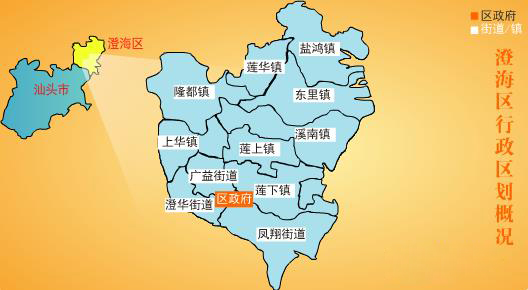 区政府
街道/镇
澄海区行政区划概况
澄海区
汕头市
盐鸿镇
莲华镇
隆都镇
东里镇
溪南镇
上华镇
莲上镇
广益街道
莲下镇
澄华街道
区政府
凤翔街道